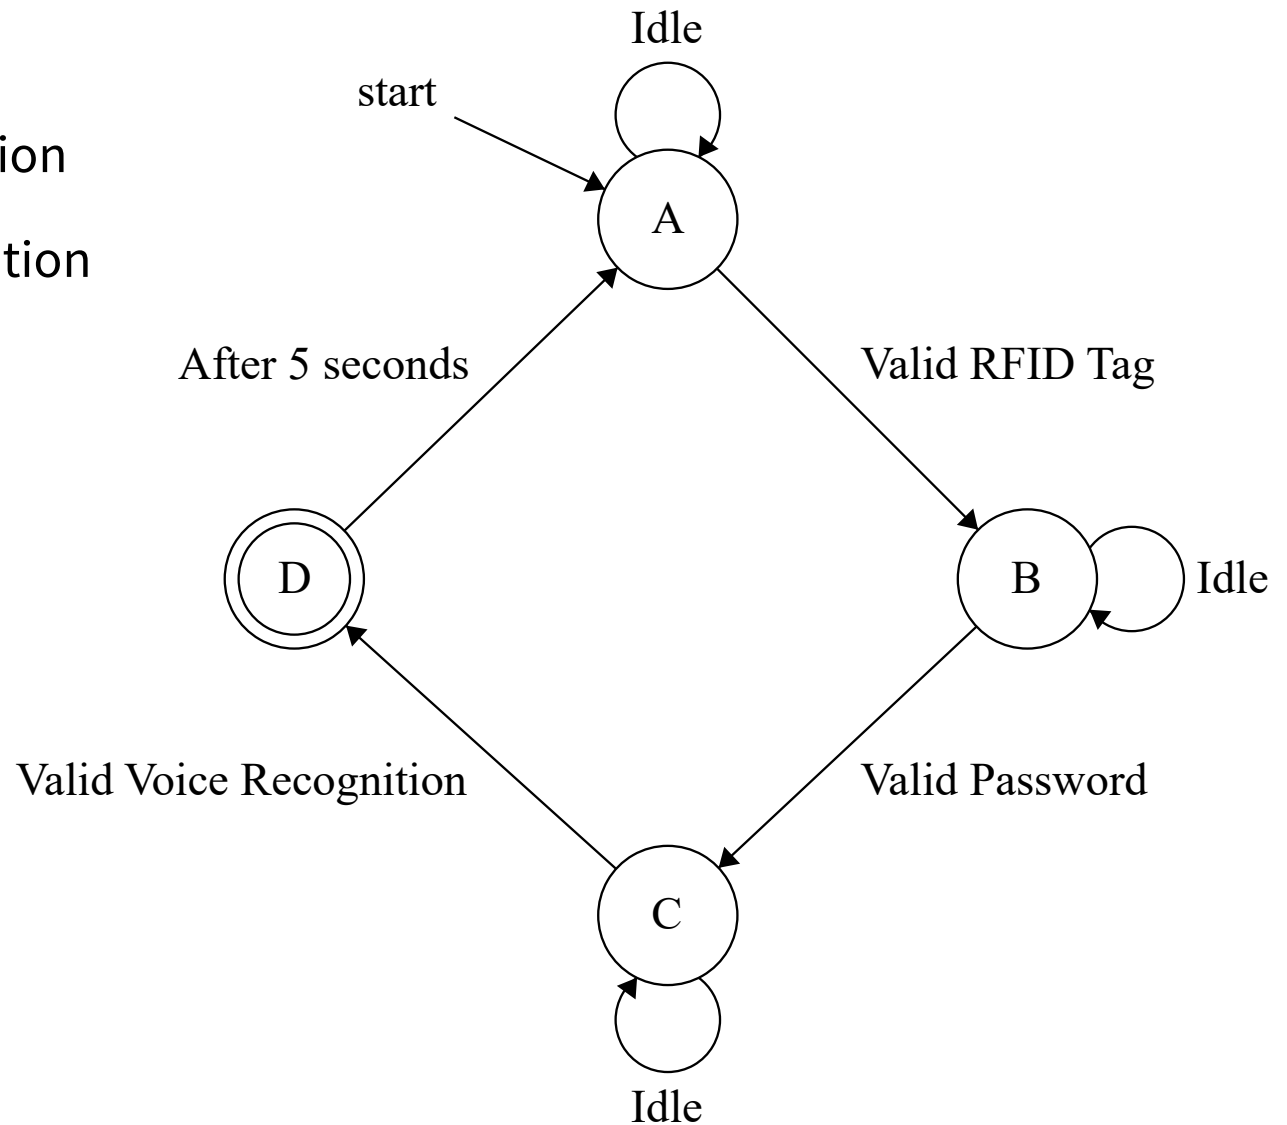 Idle
start
ion
A
tion
After 5 seconds
Valid RFID Tag
D
B
Idle
Valid Voice Recognition
Valid Password
C
Idle